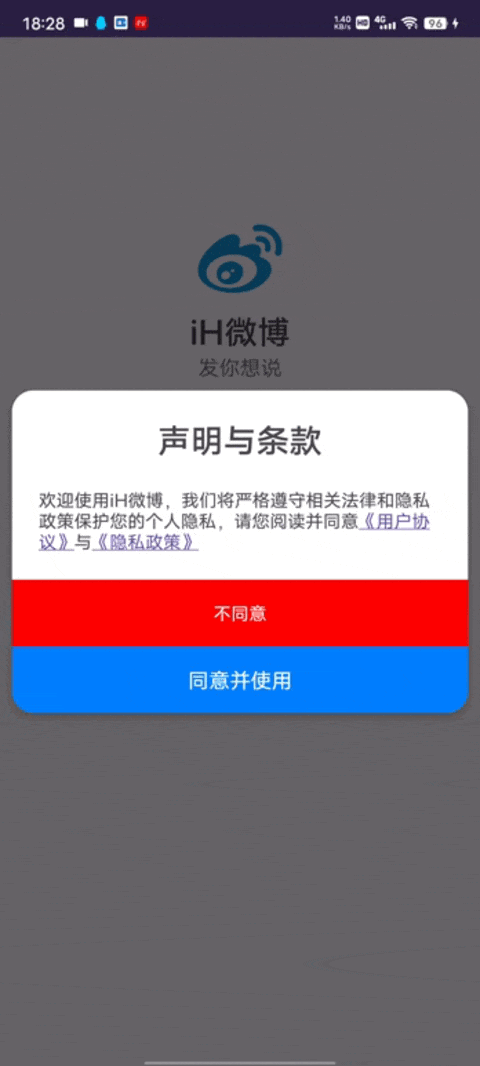 18:28
1.40 KB/s HD 4G 96
iH微博
发你想说
声明与条款
欢迎使用iH微博，我们将严格遵守相关法律和隐私
政策保护您的个人隐私，请您阅读并同意《用户协
议》与《隐私政策》
不同意
同意并使用